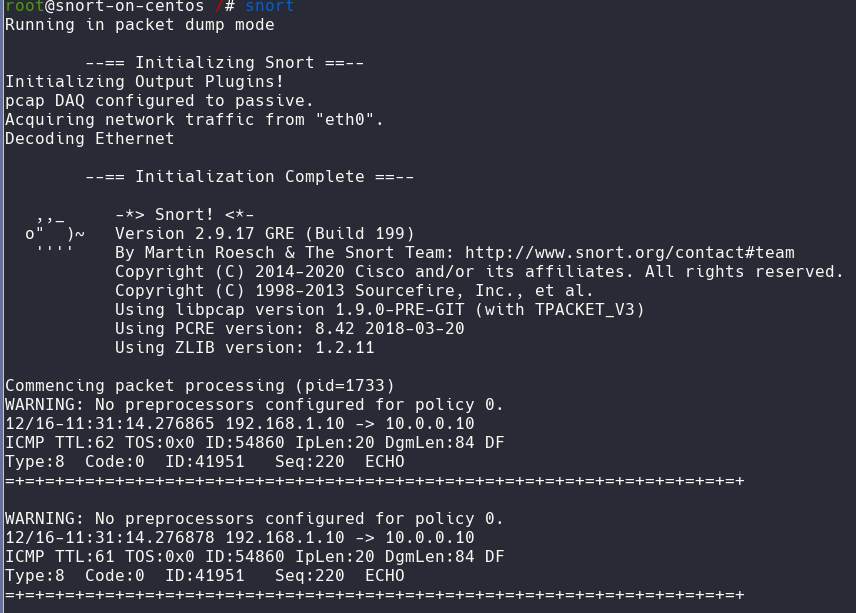 root@snort-on-centos /# snort
Running in packet dump mode
--== Initializing Snort ==--
Initializing Output Plugins!
pcap DAQ configured to passive.
Acquiring network traffic from "eth0".
Decoding Ethernet
--== Initialization Complete ==--
,,_     -*> Snort! <*-
o"  )~   Version 2.9.17 GRE (Build 199)
''''    By Martin Roesch & The Snort Team: http://www.snort.org/contact#team
Copyright (C) 2014-2020 Cisco and/or its affiliates. All rights reserved.
Copyright (C) 1998-2013 Sourcefire, Inc., et al.
Using libpcap version 1.9.0-PRE-GIT (with TPACKET_V3)
Using PCRE version: 8.42 2018-03-20
Using ZLIB version: 1.2.11
Commencing packet processing (pid=1733)
WARNING: No preprocessors configured for policy 0.
12/16-11:31:14.276865 192.168.1.10 -> 10.0.0.10
ICMP TTL:62 TOS:0x0 ID:54860 IpLen:20 DgmLen:84 DF
Type:8  Code:0  ID:41951   Seq:220  ECHO
=+=+=+=+=+=+=+=+=+=+=+=+=+=+=+=+=+=+=+=+=+=+=+=+=+=+=+=+=+=+=+=+=+=+=+=+=+
WARNING: No preprocessors configured for policy 0.
12/16-11:31:14.276878 192.168.1.10 -> 10.0.0.10
ICMP TTL:61 TOS:0x0 ID:54860 IpLen:20 DgmLen:84 DF
Type:8  Code:0  ID:41951   Seq:220  ECHO
=+=+=+=+=+=+=+=+=+=+=+=+=+=+=+=+=+=+=+=+=+=+=+=+=+=+=+=+=+=+=+=+=+=+=+=+=+